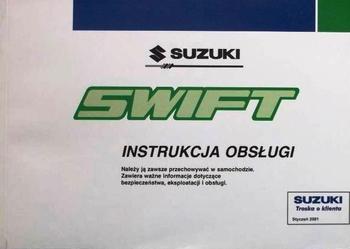 SUZUKI
SWIFT
INSTRUKCJA OBSŁUGI
Należy ją zawsze przechowywać w samochodzie.
Zawiera ważne informacje dotyczące
bezpieczeństwa, eksploatacji i obsługi.
SUZUKI
Troska o klienta
Styczeń 2001